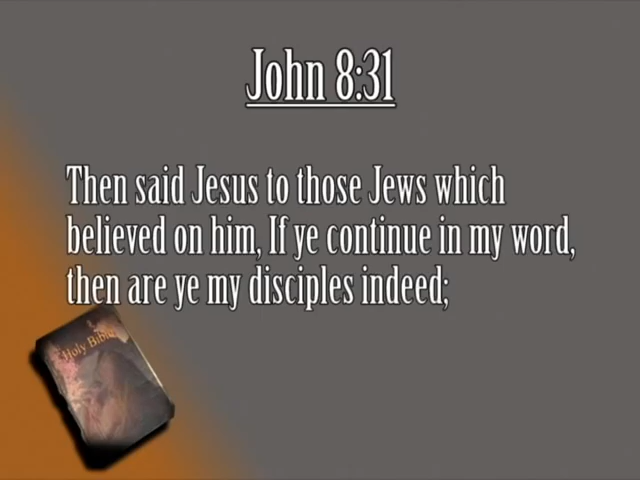 John 8:31
Then said Jesus to those Jews which
believed on him, If ye continue in my word,
then are ye my disciples indeed;
Holy Bible